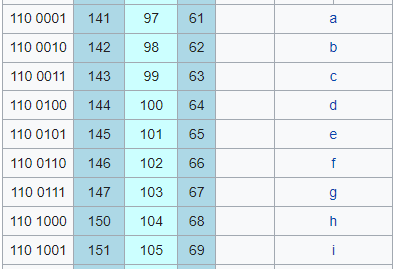 110 0001 141 97 61 a
110 0010 142 98 62 b
110 0011 143 99 63 c
110 0100 144 100 64 d
110 0101 145 101 65 e
110 0110 146 102 66 f
110 0111 147 103 67 g
110 1000 150 104 68 h
110 1001 151 105 69 i